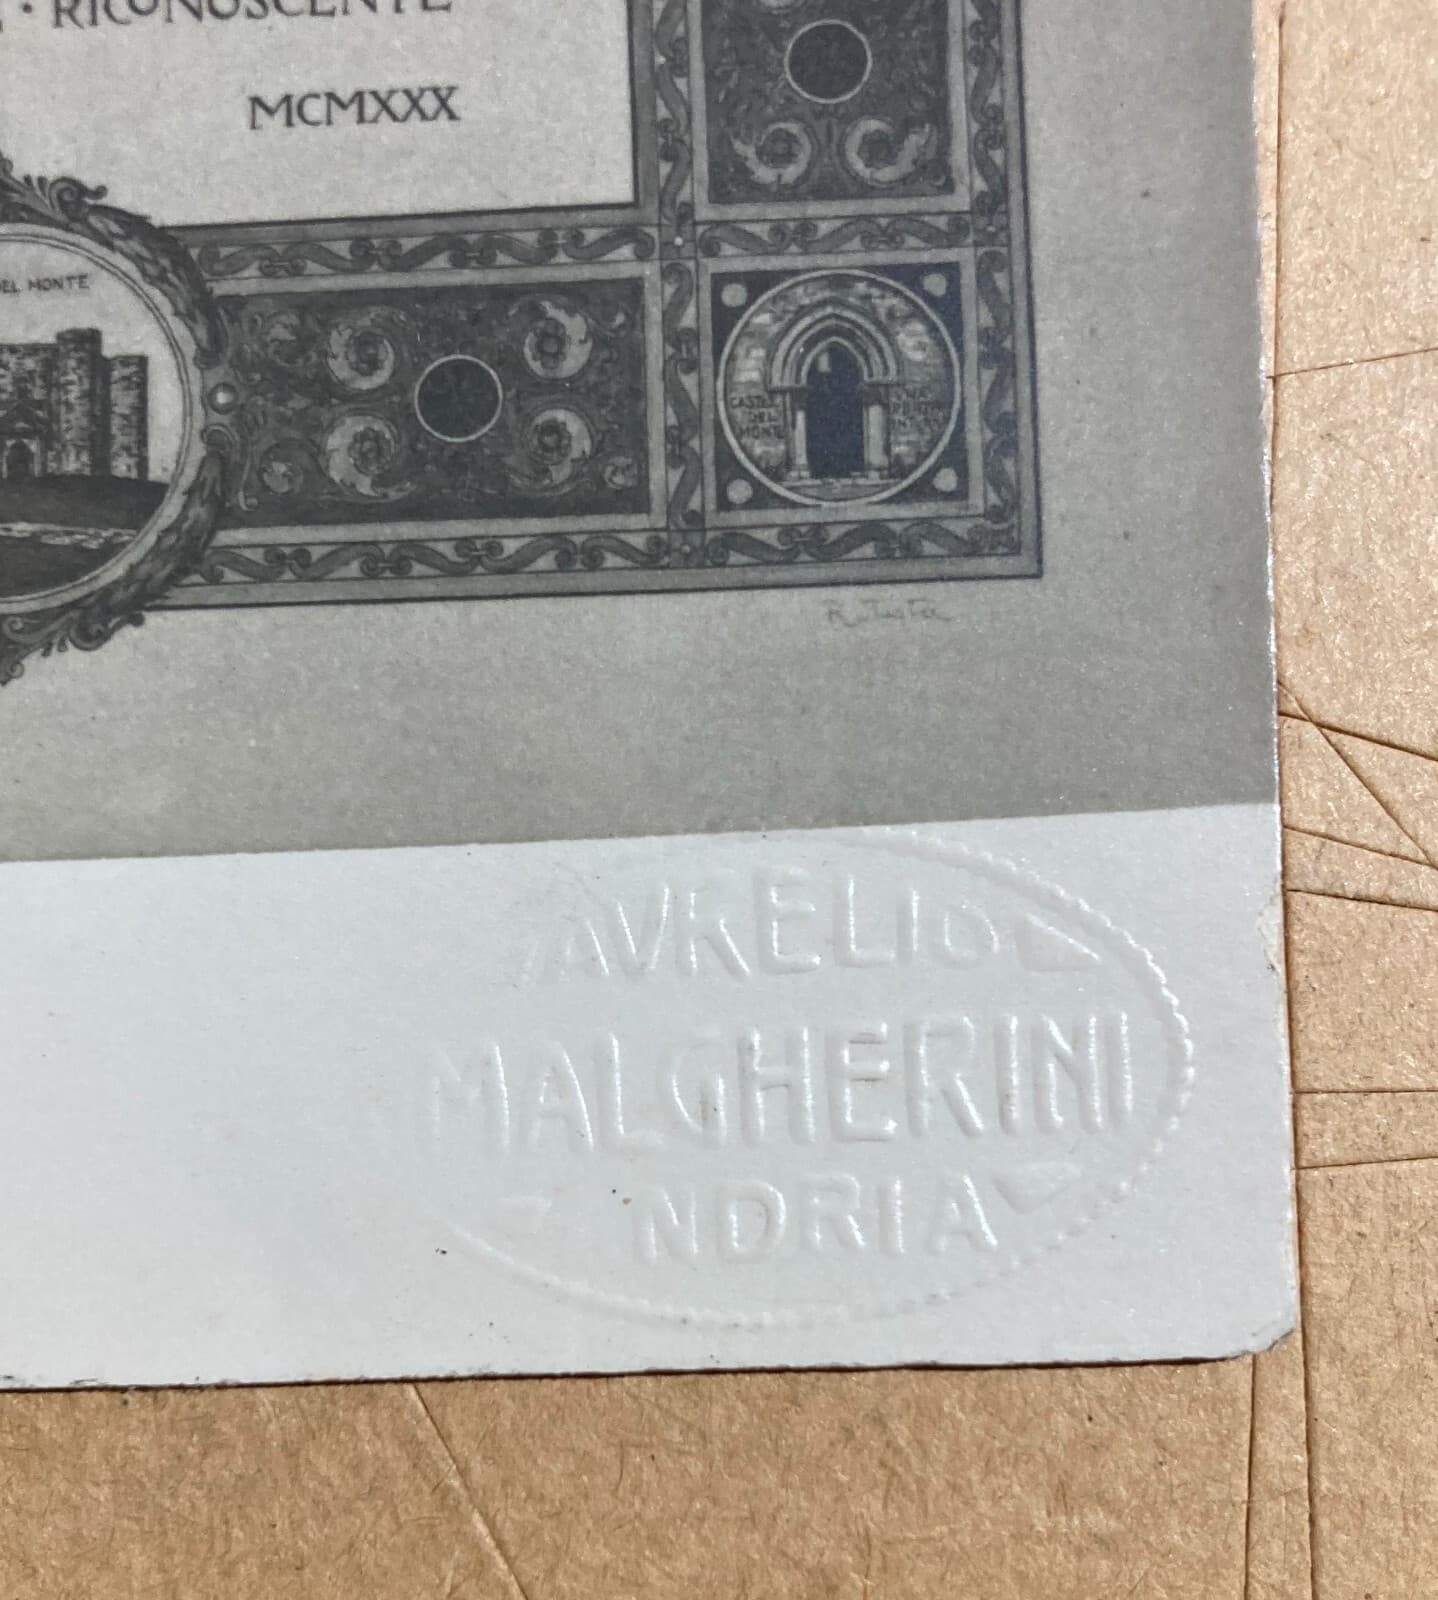 · RICONOSCENTE
MCMXXX
DEL MONTE
CASTEL
DEL
MONTE
AVRELIO
MALGHERINI
NDRIA